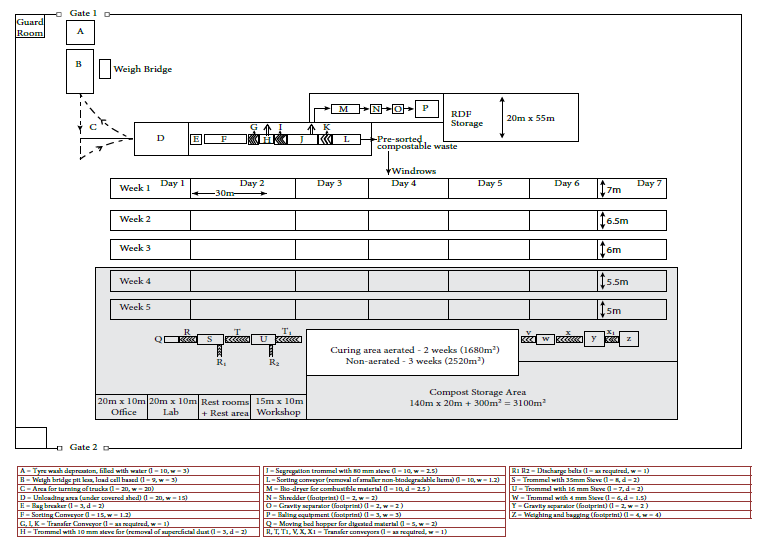 Gate 1
Guard
Room
A
B
Weigh Bridge
C
D
E
F
G
H
I
J
K
L
M
N
O
P
RDF
Storage
20m x 55m
Pre-sorted
compostable waste
Windrows
Week 1
Day 1
Day 2
Day 3
Day 4
Day 5
Day 6
Day 7
30m
7m
Week 2
6.5m
Week 3
6m
Week 4
5.5m
Week 5
5m
Q
R
S
T
U
T1
R1
R2
Curing area aerated - 2 weeks (1680m²)
Non-aerated - 3 weeks (2520m²)
v
w
x
y
x1
z
20m x 10m
Office
20m x 10m
Lab
Rest rooms
+ Rest area
15m x 10m
Workshop
Compost Storage Area
140m x 20m + 300m² = 3100m²
Gate 2
A = Tyre wash depression, filled with water (l = 10, w = 3)
B = Weigh bridge pit less, load cell based (l = 9, w = 3)
C = Area for turning of trucks (l = 20, w = 20)
D = Unloading area (under covered shed) (l = 20, w = 15)
E = Bag breaker (l = 3, d = 2)
F = Sorting Conveyor (l = 15, w = 1.2)
G, I, K = Transfer Conveyor (l = as required, w = 1)
H = Trommel with 10 mm steve for (removal of superficial dust (l = 3, d = 2)
J = Segregation trommel with 80 mm sieve (l = 10, w = 2.5)
L = Sorting conveyor (removal of smaller non-biodegradable items) (l = 10, w = 1.2)
M = Bio-dryer for combustible material (l = 10, d = 2.5 )
N = Shredder (footprint) (l = 2, w = 2)
O = Gravity separator (footprint) (l = 2, w = 2 )
P = Baling equipment (footprint) (l = 3, w = 3)
Q = Moving bed hopper for digested material (l = 5, w = 2)
R, T, T1, V, X, X1 = Transfer conveyors (l = as required, w = 1)
R1 R2 = Discharge belts (l = as required, w = 1)
S = Trommel with 35mm Sieve (l = 8, d = 2)
U = Trommel with 16 mm Sieve (l = 7, d = 2)
W = Trommel with 4 mm Sieve (l = 6, d = 1.5)
Y = Gravity separator (footprint) (l = 2, w = 2 )
Z = Weighing and bagging (footprint) (l = 4, w = 4)